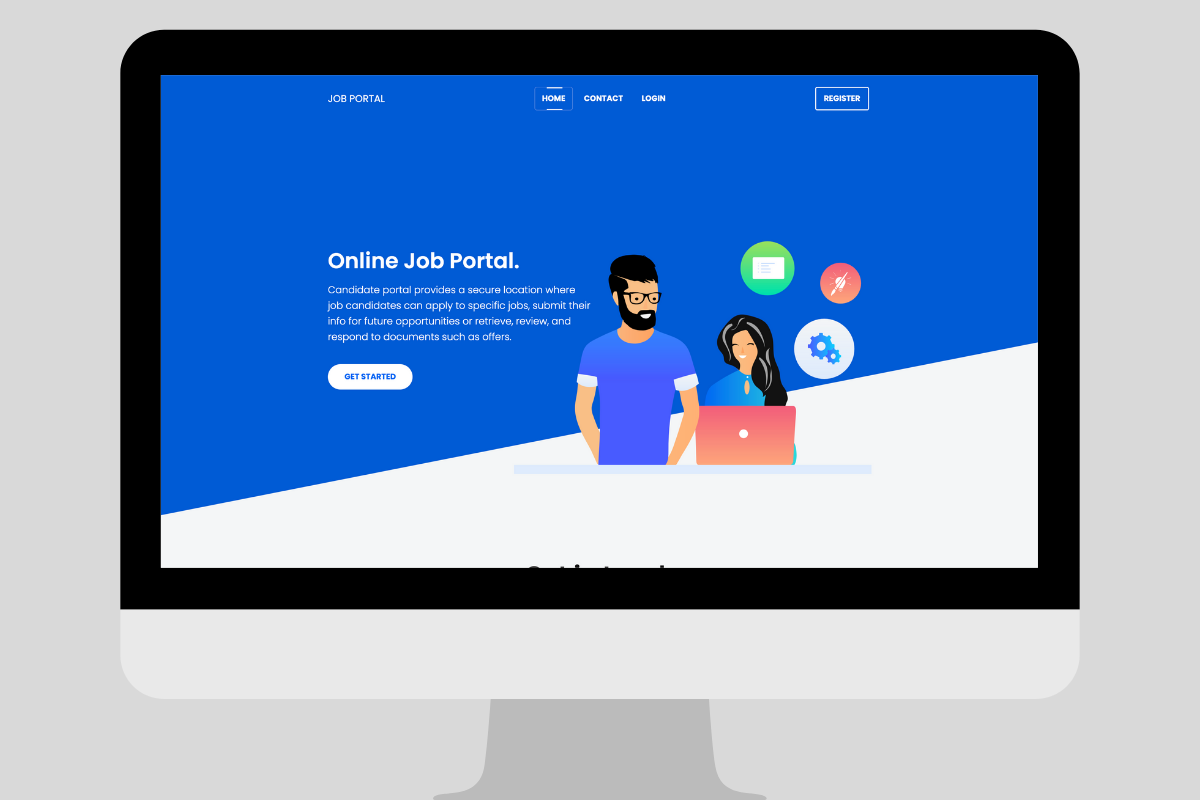 JOB PORTAL
HOME
CONTACT
LOGIN
REGISTER
Online Job Portal.
Candidate portal provides a secure location where
job candidates can apply to specific jobs, submit their
info for future opportunities or retrieve, review, and
respond to documents such as offers.
GET STARTED